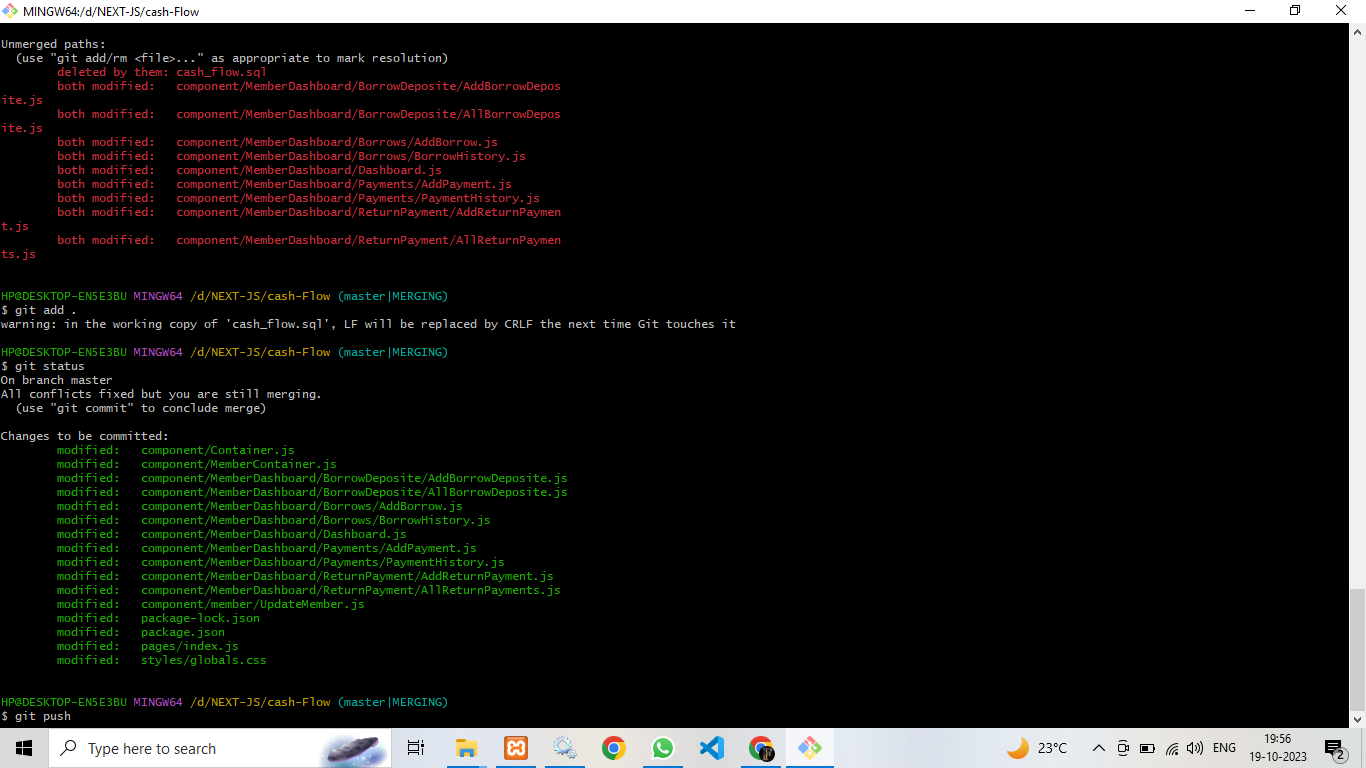 MINGW64:/d/NEXT-JS/cash-Flow
Unmerged paths:
  (use "git add/rm <file>..." as appropriate to mark resolution)
        deleted by them: cash_flow.sql
        both modified:   component/MemberDashboard/BorrowDeposite/AddBorrowDepos
ite.js
        both modified:   component/MemberDashboard/BorrowDeposite/AllBorrowDepos
ite.js
        both modified:   component/MemberDashboard/Borrows/AddBorrow.js
        both modified:   component/MemberDashboard/Borrows/BorrowHistory.js
        both modified:   component/MemberDashboard/Dashboard.js
        both modified:   component/MemberDashboard/Payments/AddPayment.js
        both modified:   component/MemberDashboard/Payments/PaymentHistory.js
        both modified:   component/MemberDashboard/ReturnPayment/AddReturnPaymen
t.js
        both modified:   component/MemberDashboard/ReturnPayment/AllReturnPaymen
ts.js
HP@DESKTOP-EN5E3BU MINGW64 /d/NEXT-JS/cash-Flow (master|MERGING)
$ git add .
warning: in the working copy of 'cash_flow.sql', LF will be replaced by CRLF the next time Git touches it
HP@DESKTOP-EN5E3BU MINGW64 /d/NEXT-JS/cash-Flow (master|MERGING)
$ git status
On branch master
All conflicts fixed but you are still merging.
  (use "git commit" to conclude merge)
Changes to be committed:
        modified:   component/Container.js
        modified:   component/MemberContainer.js
        modified:   component/MemberDashboard/BorrowDeposite/AddBorrowDeposite.js
        modified:   component/MemberDashboard/BorrowDeposite/AllBorrowDeposite.js
        modified:   component/MemberDashboard/Borrows/AddBorrow.js
        modified:   component/MemberDashboard/Borrows/BorrowHistory.js
        modified:   component/MemberDashboard/Dashboard.js
        modified:   component/MemberDashboard/Payments/AddPayment.js
        modified:   component/MemberDashboard/Payments/PaymentHistory.js
        modified:   component/MemberDashboard/ReturnPayment/AddReturnPayment.js
        modified:   component/MemberDashboard/ReturnPayment/AllReturnPayments.js
        modified:   component/member/UpdateMember.js
        modified:   package-lock.json
        modified:   package.json
        modified:   pages/index.js
        modified:   styles/globals.css
HP@DESKTOP-EN5E3BU MINGW64 /d/NEXT-JS/cash-Flow (master|MERGING)
$ git push
Type here to search
23°C
ENG
19:56
19-10-2023
2